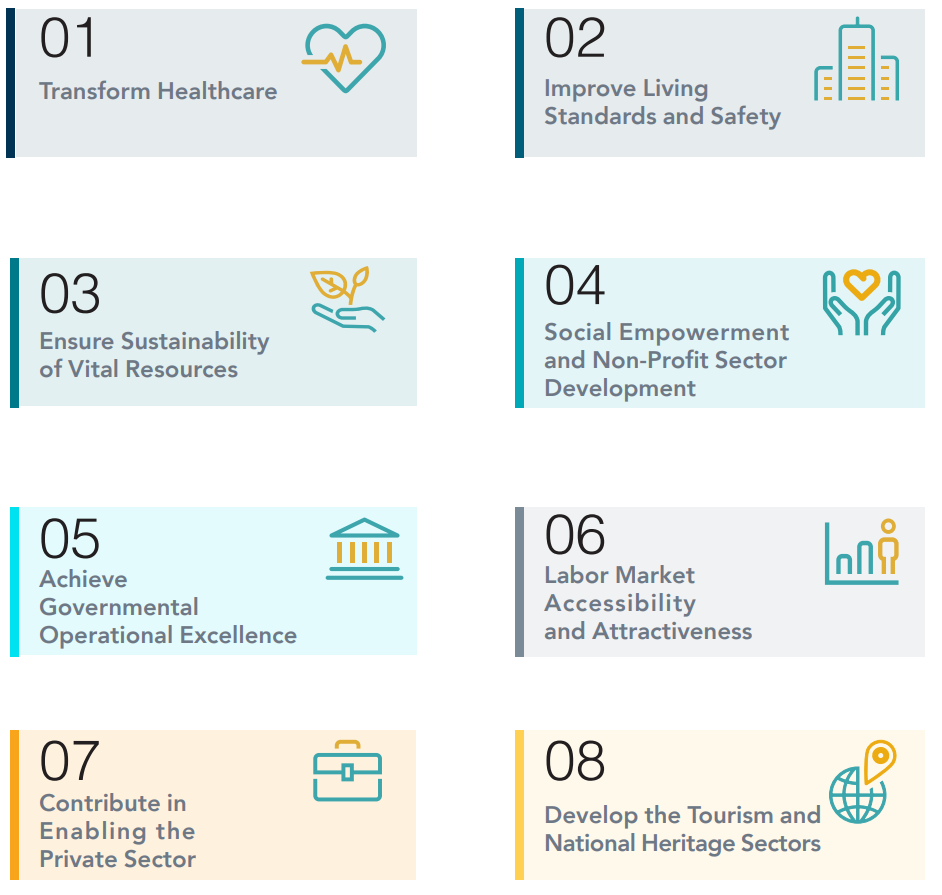 01
Transform Healthcare
02
Improve Living
Standards and Safety
03
Ensure Sustainability
of Vital Resources
04
Social Empowerment
and Non-Profit Sector
Development
05
Achieve
Governmental
Operational Excellence
06
Labor Market
Accessibility
and Attractiveness
07
Contribute in
Enabling the
Private Sector
08
Develop the Tourism and
National Heritage Sectors